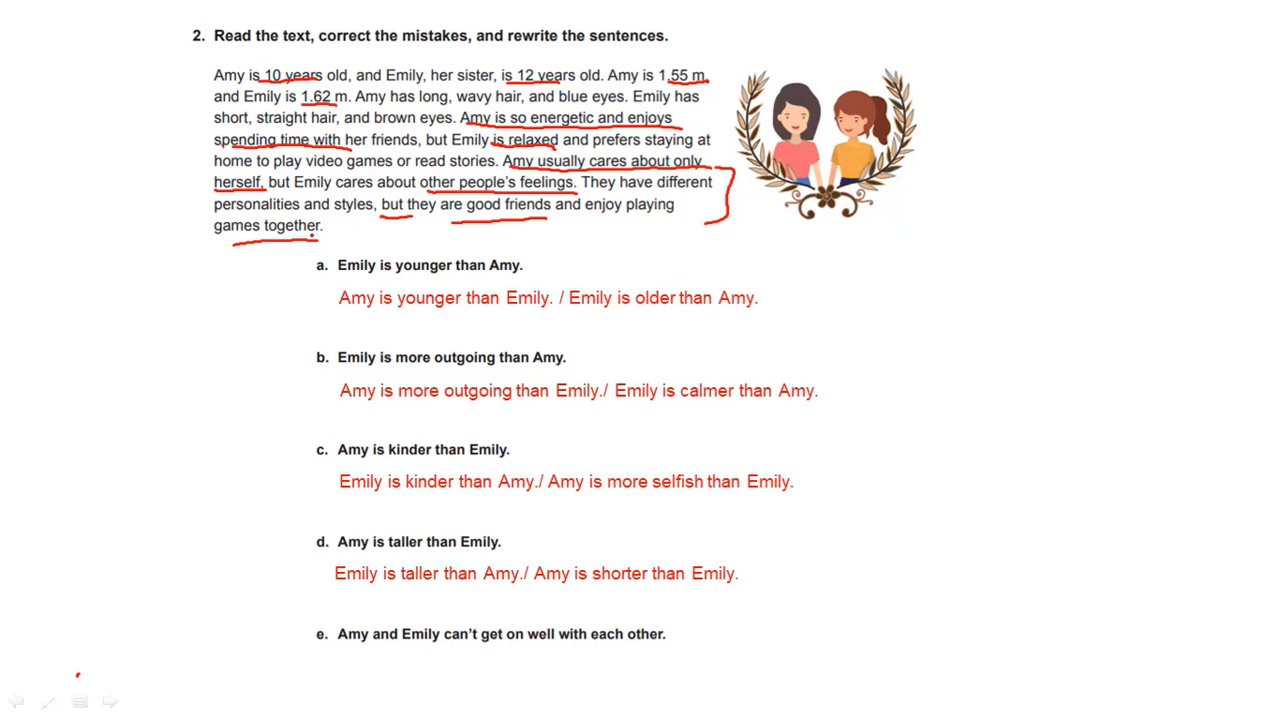 2. Read the text, correct the mistakes, and rewrite the sentences.
Amy is 10 years old, and Emily, her sister, is 12 years old. Amy is 1.55 m,
and Emily is 1.62 m. Amy has long, wavy hair, and blue eyes. Emily has
short, straight hair, and brown eyes. Amy is so energetic and enjoys
spending time with her friends, but Emily is relaxed and prefers staying at
home to play video games or read stories. Amy usually cares about only
herself, but Emily cares about other people's feelings. They have different
personalities and styles, but they are good friends and enjoy playing
games together.
a. Emily is younger than Amy.
Amy is younger than Emily. / Emily is older than Amy.
b. Emily is more outgoing than Amy.
Amy is more outgoing than Emily./ Emily is calmer than Amy.
c. Amy is kinder than Emily.
Emily is kinder than Amy./ Amy is more selfish than Emily.
d. Amy is taller than Emily.
Emily is taller than Amy./ Amy is shorter than Emily.
e. Amy and Emily can't get on well with each other.